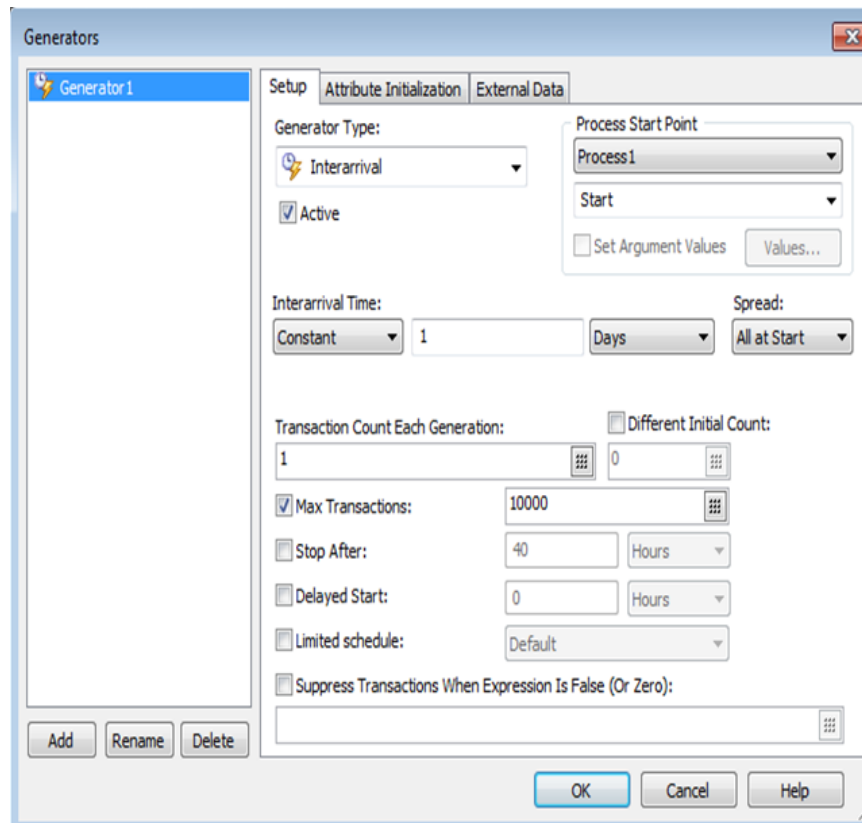 Generators
Generator1
Setup Attribute Initialization External Data
Generator Type:
Interarrival
Active
Process Start Point
Process1
Start
Set Argument Values Values...
Interarrival Time: Spread:
Constant 1 Days All at Start
Transaction Count Each Generation: Different Initial Count:
1 0
Max Transactions: 10000
Stop After: 40 Hours
Delayed Start: 0 Hours
Limited schedule: Default
Suppress Transactions When Expression Is False (Or Zero):
Add Rename Delete
OK Cancel Help